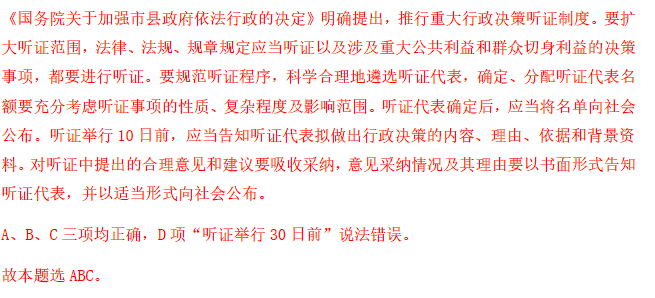 《国务院关于加强市县政府依法行政的决定》明确提出，推行重大行政决策听证制度。要扩
大听证范围，法律、法规、规章规定应当听证以及涉及重大公共利益和群众切身利益的决策
事项，都要进行听证。要规范听证程序，科学合理地遴选听证代表，确定、分配听证代表名
额要充分考虑听证事项的性质、复杂程度及影响范围。听证代表确定后，应当将名单向社会
公布。听证举行 10 日前，应当告知听证代表拟做出行政决策的内容、理由、依据和背景资
料。对听证中提出的合理意见和建议要吸收采纳，意见采纳情况及其理由要以书面形式告知
听证代表，并以适当形式向社会公布。
A、B、C 三项均正确，D 项“听证举行 30 日前”说法错误。
故本题选 ABC。